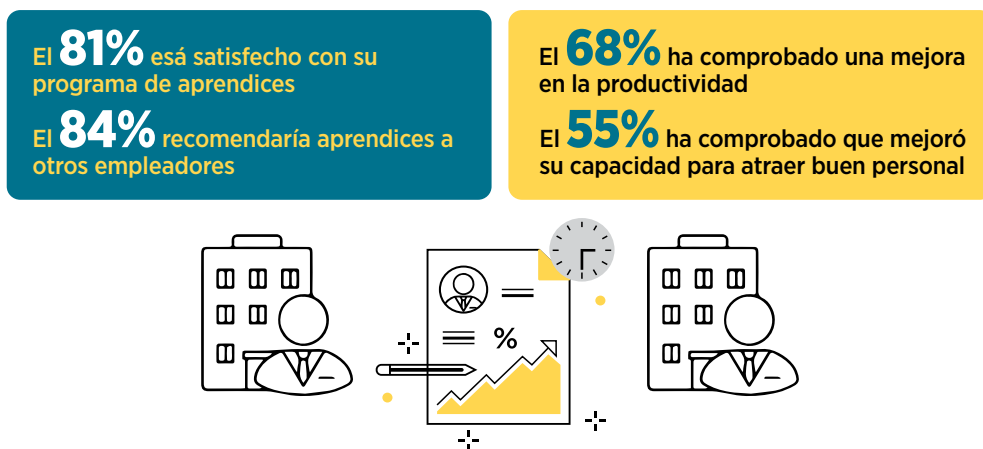 El 81% esá satisfecho con su
programa de aprendices
El 84% recomendaría aprendices a
otros empleadores
El 68% ha comprobado una mejora
en la productividad
El 55% ha comprobado que mejoró
su capacidad para atraer buen personal
%